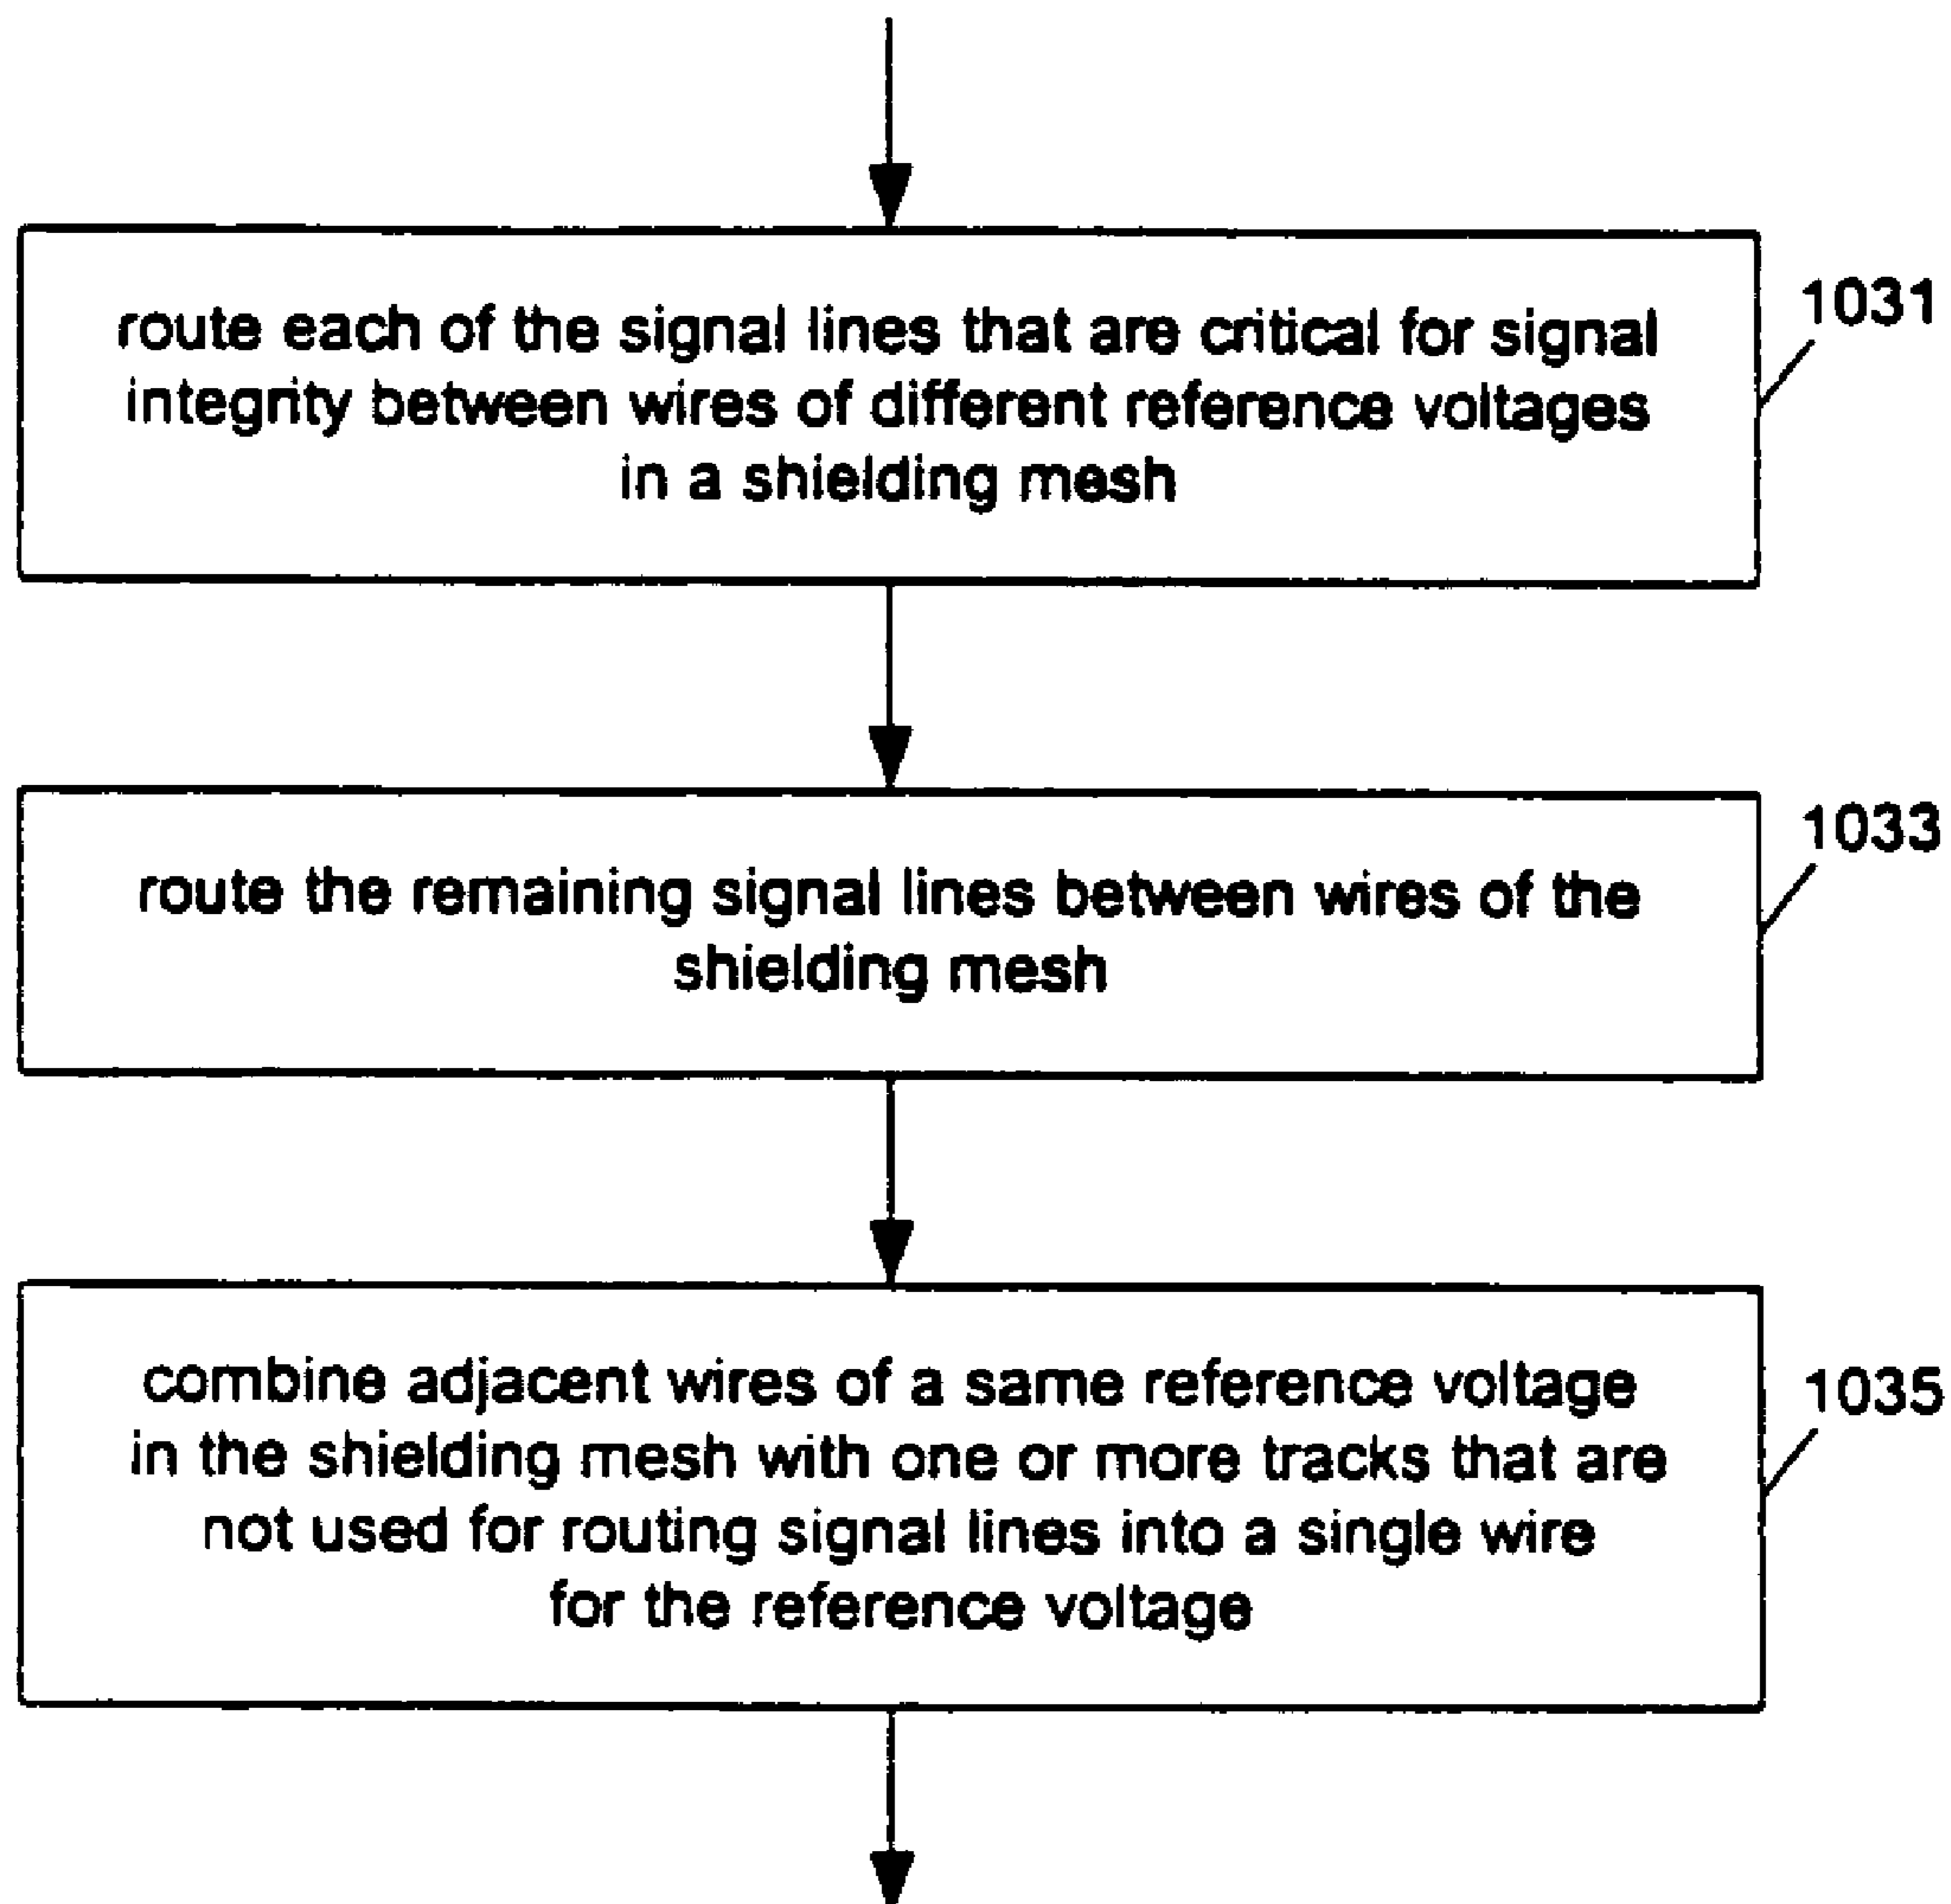 route each of the signal lines that are critical for signal
integrity between wires of different reference voltages
in a shielding mesh
1031
route the remaining signal lines between wires of the
shielding mesh
1033
combine adjacent wires of a same reference voltage
in the shielding mesh with one or more tracks that are
not used for routing signal lines into a single wire
for the reference voltage
1035